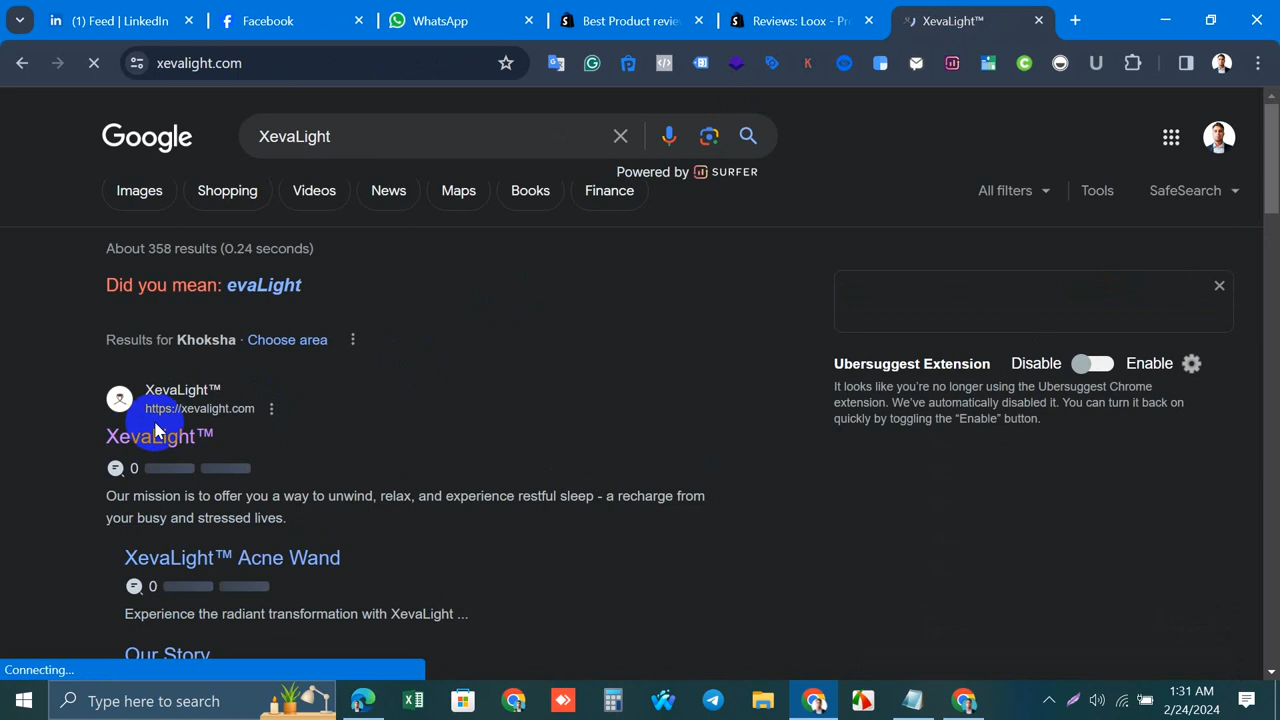 (1) Feed | LinkedIn
Facebook
WhatsApp
Best Product revie
Reviews: Loox - Pr
XevaLight™
xevalight.com
Google
XevaLight
Powered by SURFER
Images
Shopping
Videos
News
Maps
Books
Finance
All filters
Tools
SafeSearch
About 358 results (0.24 seconds)
Did you mean: evaLight
Results for Khoksha · Choose area
XevaLight™
https://xevalight.com
XevaLight™
0
Our mission is to offer you a way to unwind, relax, and experience restful sleep - a recharge from
your busy and stressed lives.
XevaLight™ Acne Wand
0
Experience the radiant transformation with XevaLight ...
Our Story
Ubersuggest Extension
Disable
Enable
It looks like you're no longer using the Ubersuggest Chrome
extension. We've automatically disabled it. You can turn it back on
quickly by toggling the "Enable" button.
Connecting...
Type here to search
1:31 AM
2/24/2024